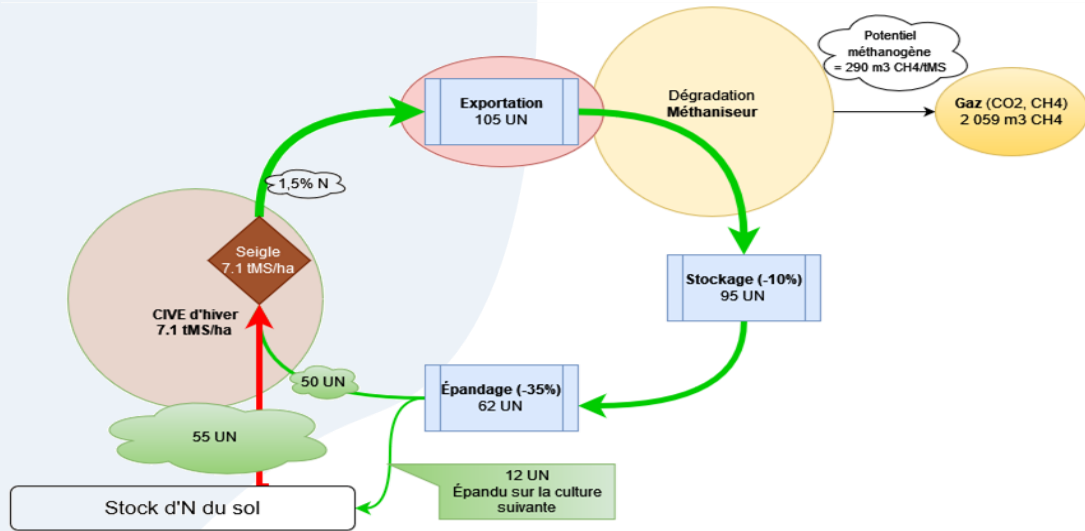 Potentiel
méthanogène
= 290 m3 CH4/tMS
Exportation
105 UN
Dégradation
Méthaniseur
Gaz (CO2, CH4)
2 059 m3 CH4
1,5% N
Seigle
7.1 tMS/ha
CIVE d'hiver
7.1 tMS/ha
Stockage (-10%)
95 UN
50 UN
Épandage (-35%)
62 UN
55 UN
12 UN
Épandu sur la culture
suivante
Stock d'N du sol